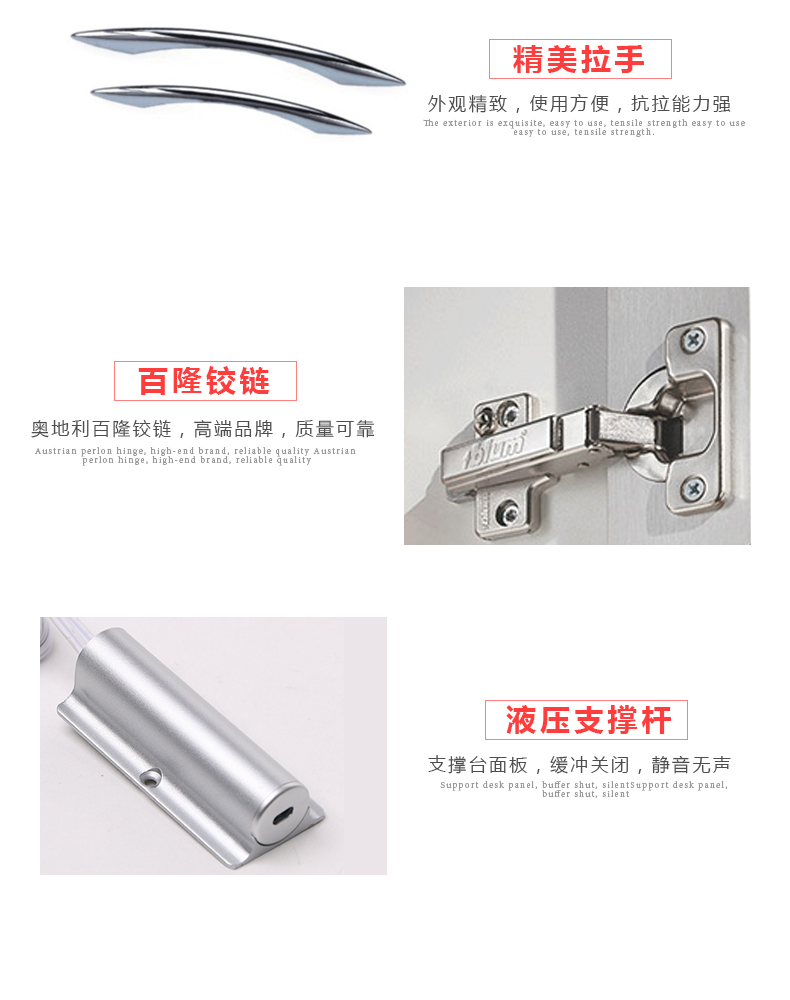 精美拉手
外观精致，使用方便，抗拉能力强
The exterior is exquisite, easy to use, tensile strength easy to use
easy to use, tensile strength.
百隆铰链
奥地利百隆铰链，高端品牌，质量可靠
Austrian perlon hinge, high-end brand, reliable quality Austrian
perlon hinge, high-end brand, reliable quality
blum
液压支撑杆
支撑台面板，缓冲关闭，静音无声
Support desk panel, buffer shut, silentSupport desk panel,
buffer shut, silent